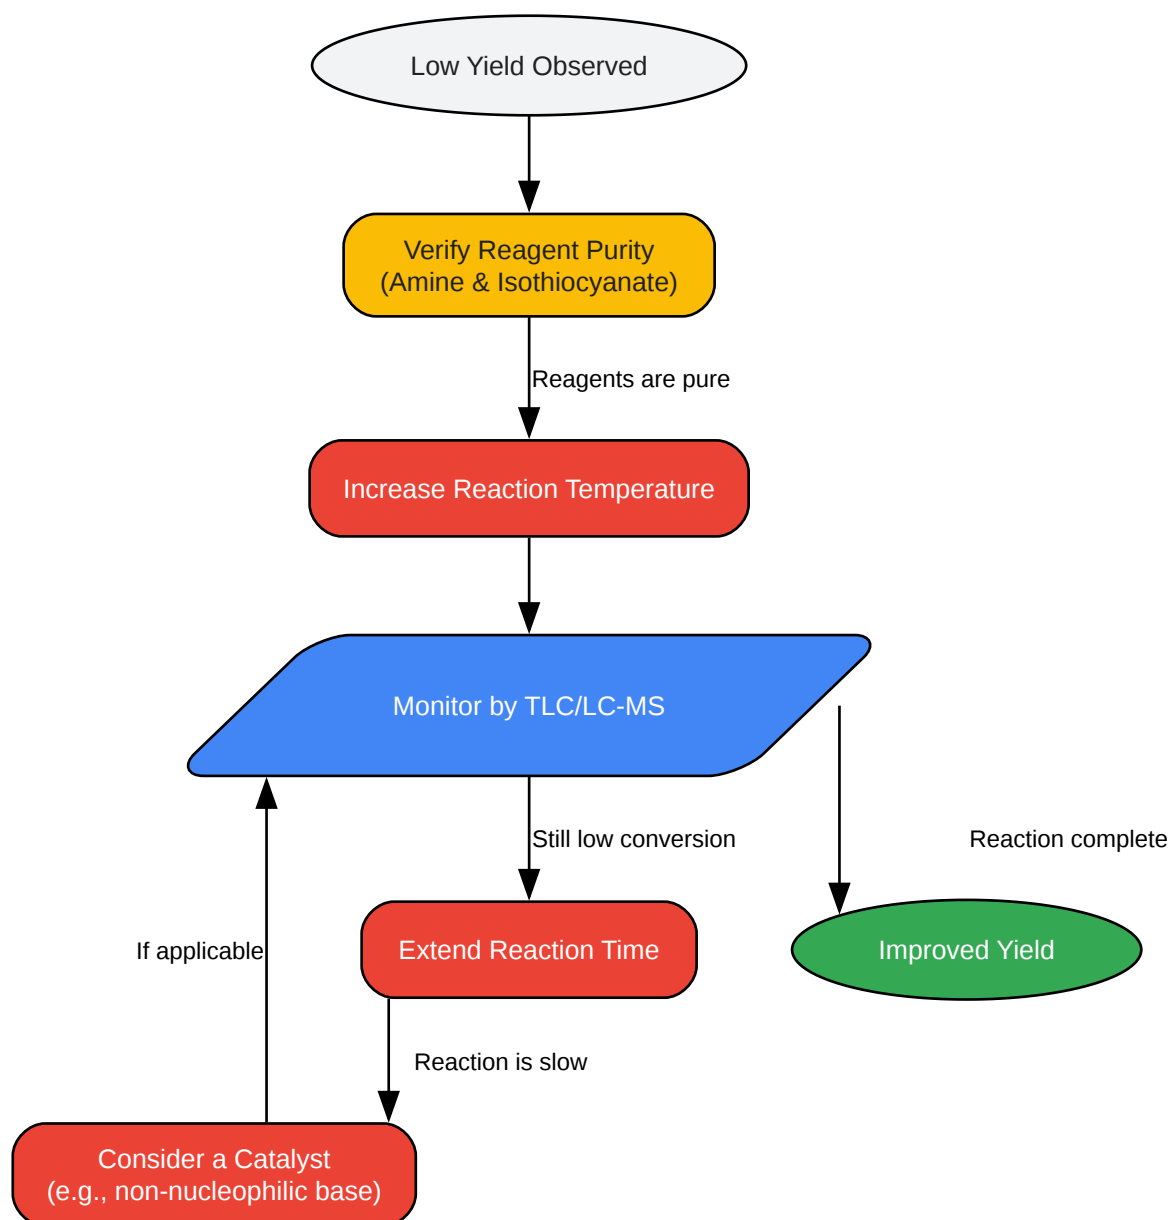 Low Yield Observed
Verify Reagent Purity
(Amine & Isothiocyanate)
Reagents are pure
Increase Reaction Temperature
Monitor by TLC/LC-MS
Still low conversion
Reaction complete
If applicable
Extend Reaction Time
Improved Yield
Reaction is slow
Consider a Catalyst
(e.g., non-nucleophilic base)